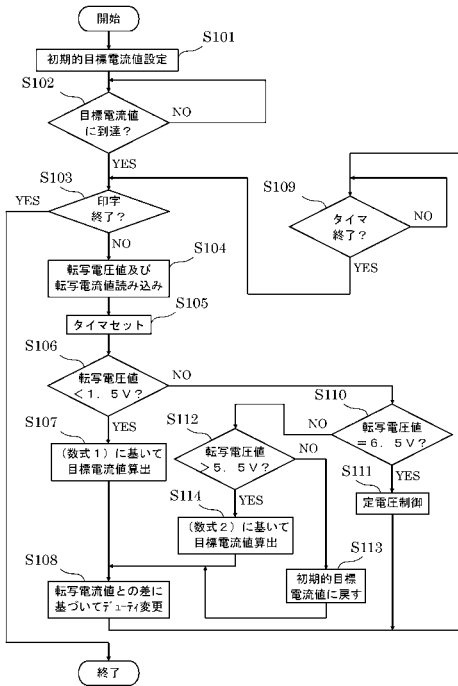 開始
S101
初期的目標電流値設定
S102
目標電流値
に到達？
NO
YES
S103
YES
印字
終了？
NO
S109
タイマ
終了？
NO
YES
S104
転写電圧値及び
転写電流値読み込み
S105
タイマセット
S106
転写電圧値
＜１．５Ｖ？
NO
YES
S110
転写電圧値
＝６．５Ｖ？
NO
YES
S112
転写電圧値
＞５．５Ｖ？
NO
YES
S107
（数式１）に基いて
目標電流値算出
S111
定電圧制御
S114
（数式２）に基いて
目標電流値算出
S113
初期的目標
電流値に戻す
S108
転写電流値との差に
基づいてﾃﾞｭｰﾃｨ変更
終了